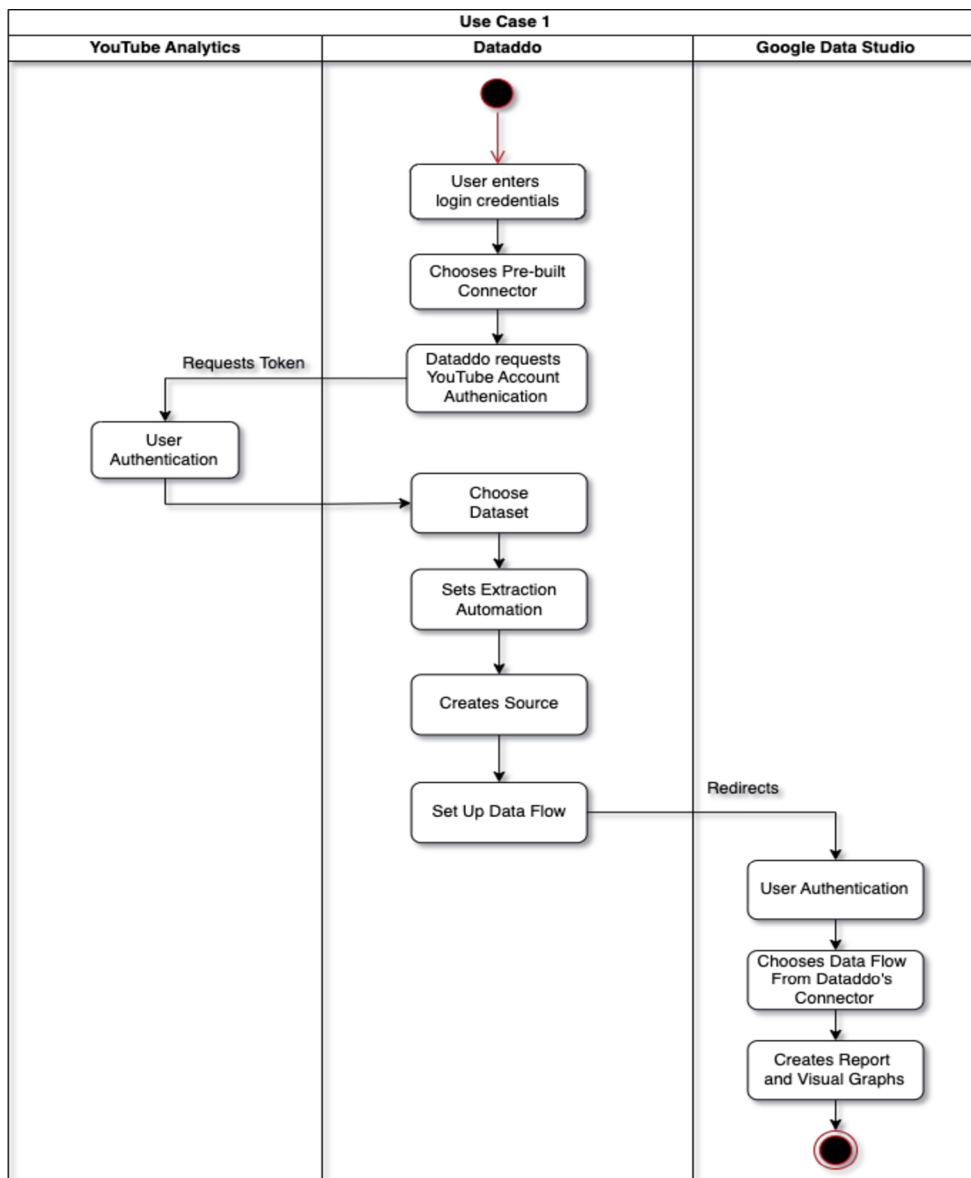 Use Case 1
YouTube Analytics
Dataddo
Google Data Studio
User enters
login credentials
Chooses Pre-built
Connector
Dataddo requests
YouTube Account
Authenication
Requests Token
User
Authentication
Choose
Dataset
Sets Extraction
Automation
Creates Source
Set Up Data Flow
Redirects
User Authentication
Chooses Data Flow
From Dataddo's
Connector
Creates Report
and Visual Graphs